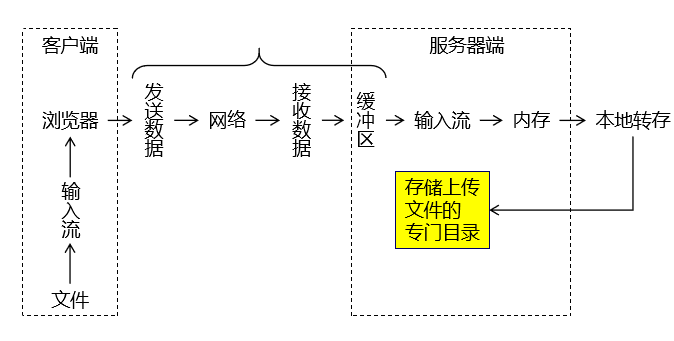 客户端
服务器端
浏览器
发送数据
网络
接收数据
缓冲区
输入流
内存
本地转存
输入流
文件
存储上传
文件的
专门目录